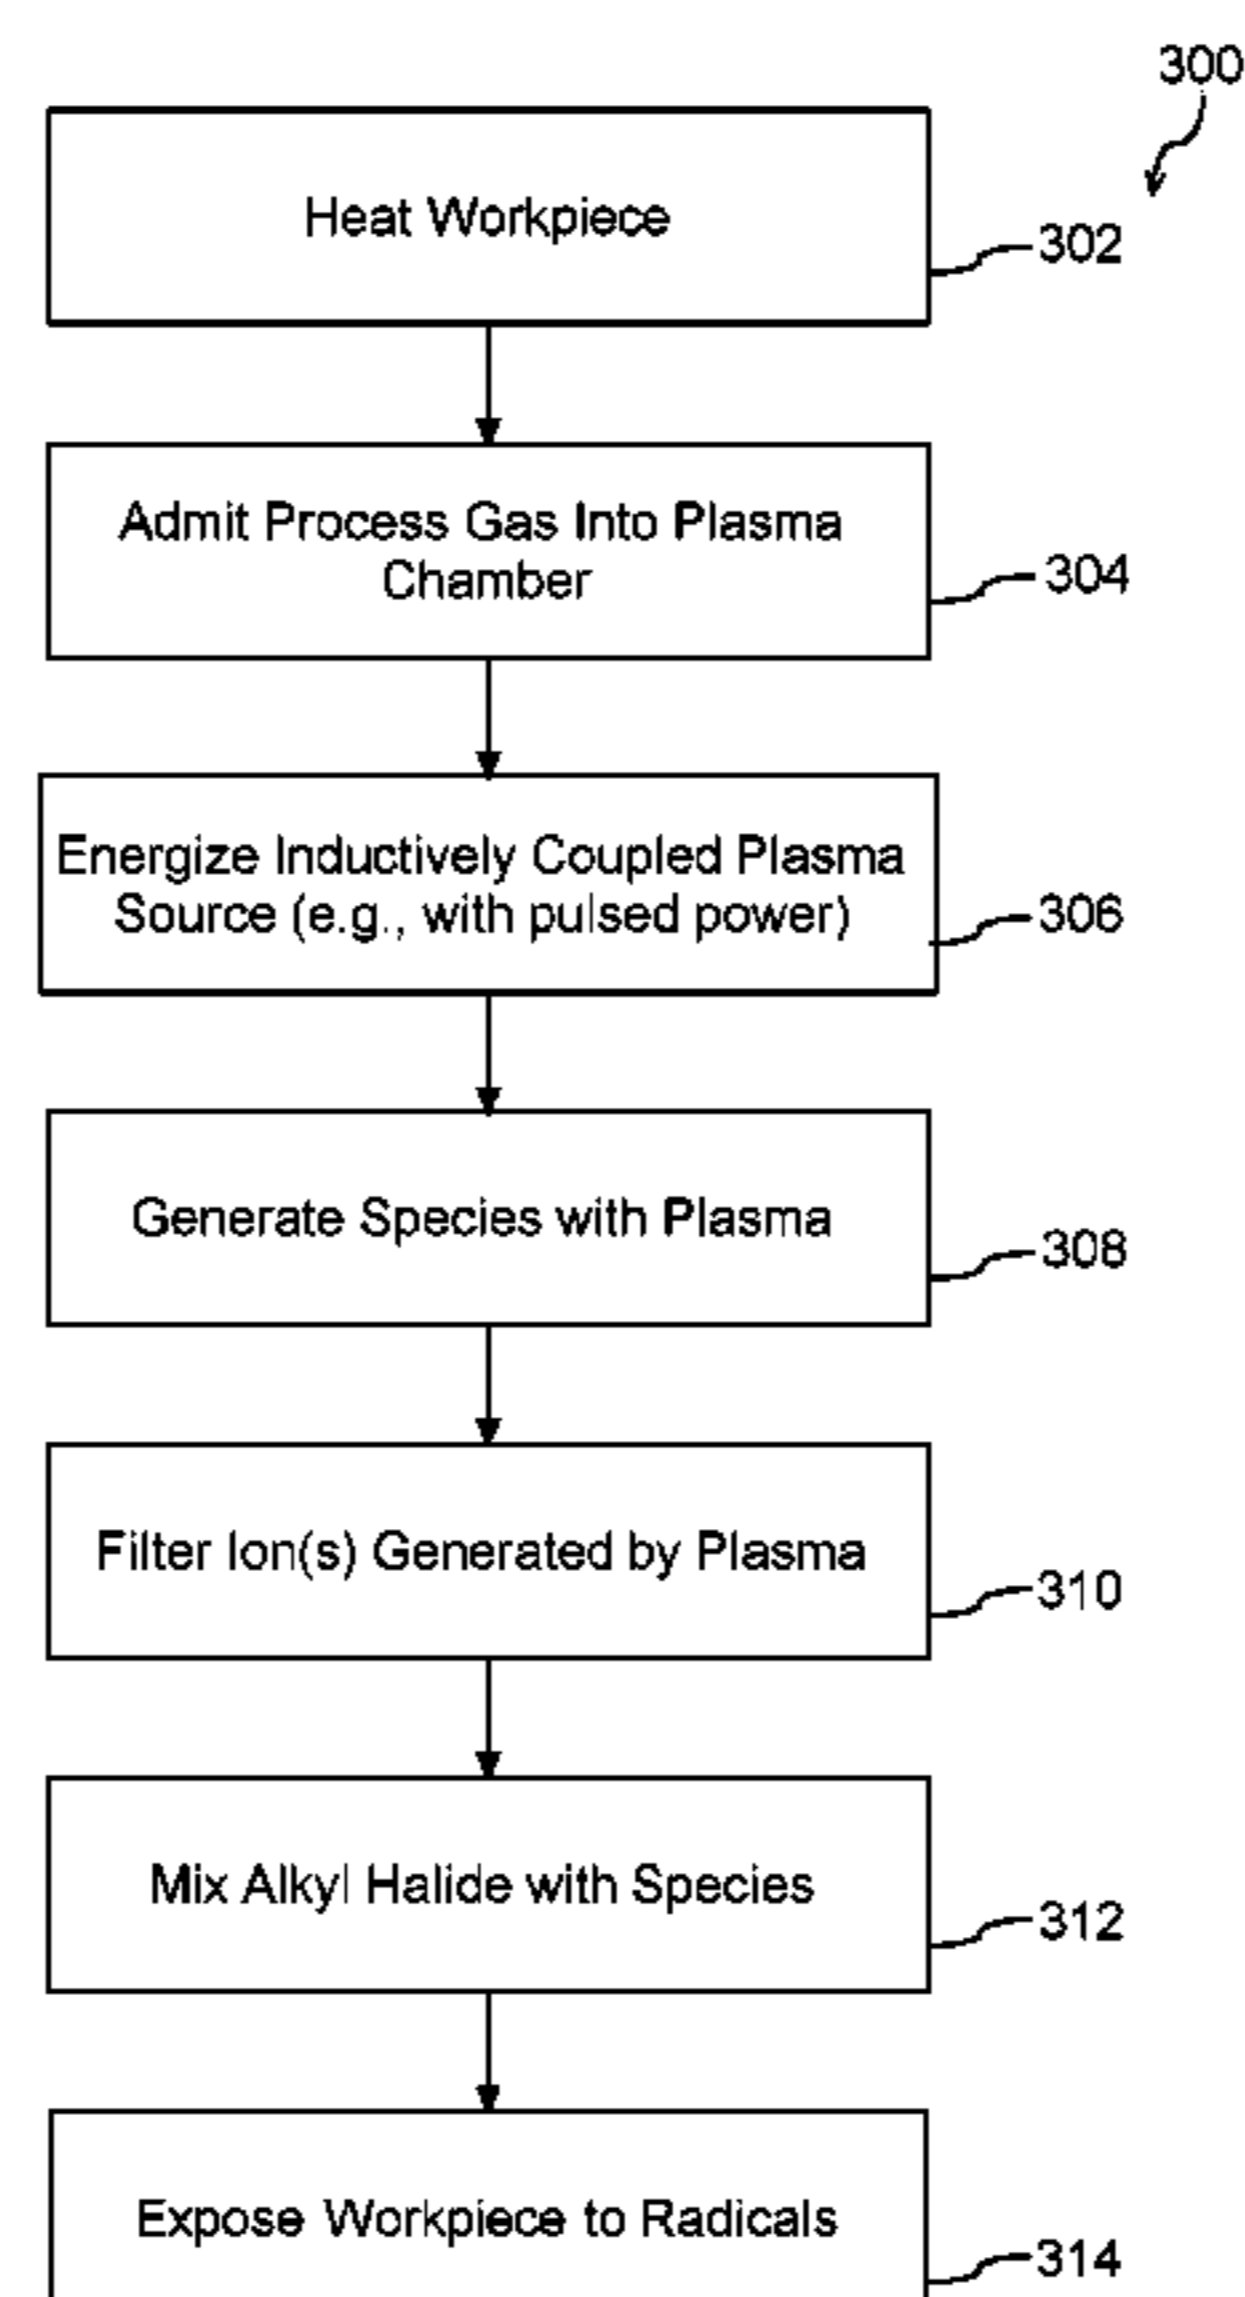 300
Heat Workpiece
302
Admit Process Gas Into Plasma
Chamber
304
Energize Inductively Coupled Plasma
Source (e.g., with pulsed power)
306
Generate Species with Plasma
308
Filter Ion(s) Generated by Plasma
310
Mix Alkyl Halide with Species
312
Expose Workpiece to Radicals
314